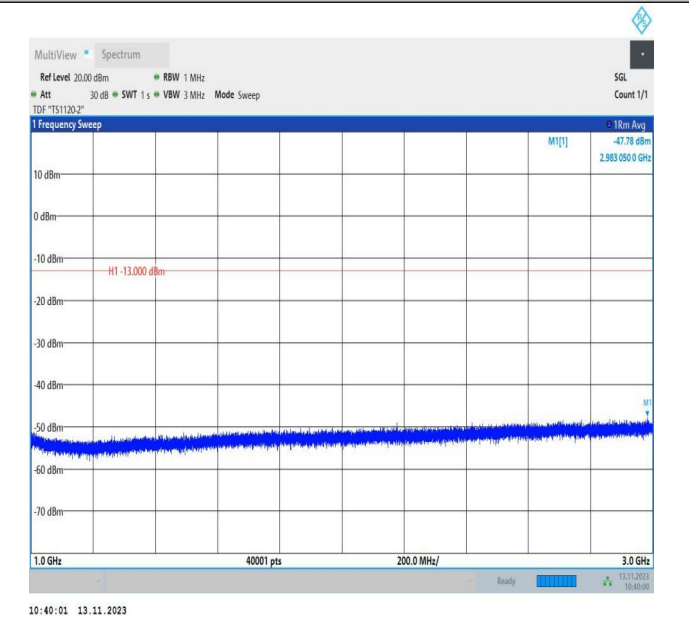 R S
MultiView Spectrum
Ref Level 20.00 dBm RBW 1 MHz SGL
Att 30 dB SWT 1 s VBW 3 MHz Mode Sweep Count 1/1
TDF "TS1120-2"
1 Frequency Sweep 1Rm Avg
M1[1] -47.78 dBm
2.983 050 0 GHz
10 dBm
0 dBm
-10 dBm
H1 -13.000 dBm
-20 dBm
-30 dBm
-40 dBm
M1
-50 dBm
-60 dBm
-70 dBm
1.0 GHz 40001 pts 200.0 MHz/ 3.0 GHz
Ready 13.11.2023
10:40:00
10:40:01 13.11.2023